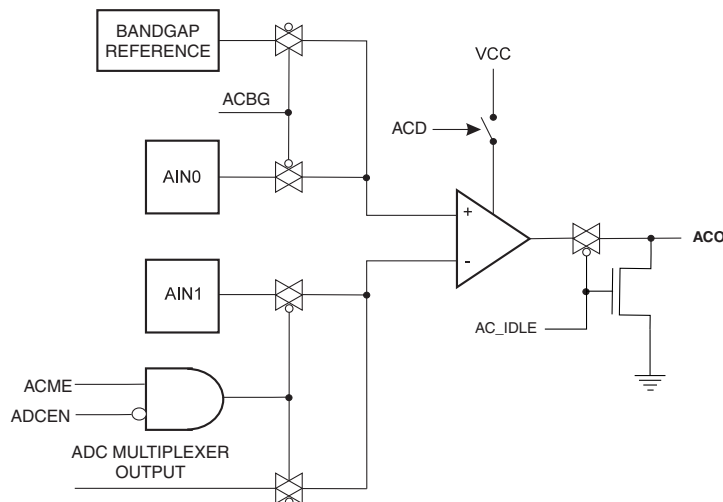 BANDGAP
REFERENCE
VCC
ACBG
ACD
AIN0
+
-
ACO
AIN1
AC_IDLE
ACME
ADCEN
ADC MULTIPLEXER
OUTPUT